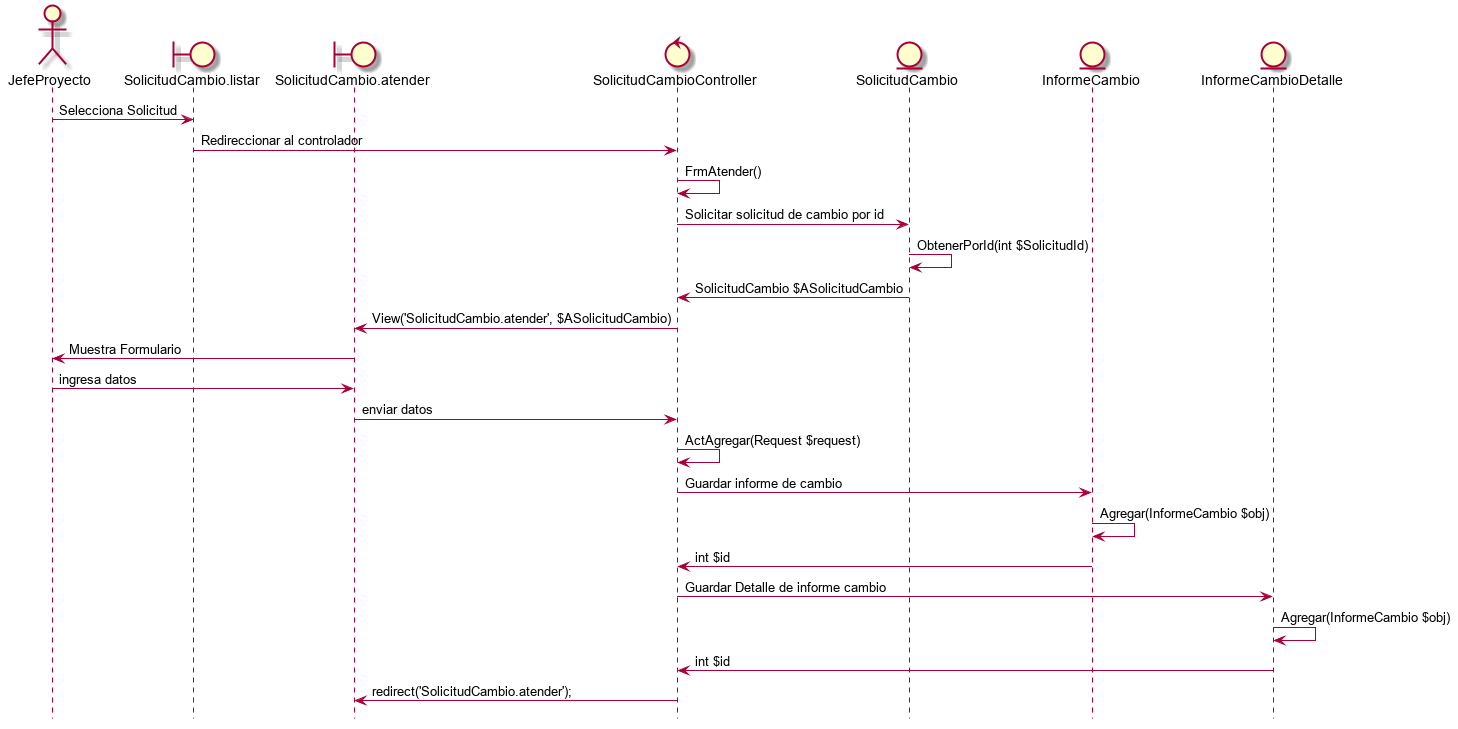 JefeProyecto
SolicitudCambio.listar
SolicitudCambio.atender
SolicitudCambioController
SolicitudCambio
InformeCambio
InformeCambioDetalle
Selecciona Solicitud
Redireccionar al controlador
FrmAtender()
Solicitar solicitud de cambio por id
ObtenerPorId(int $SolicitudId)
SolicitudCambio $ASolicitudCambio
View('SolicitudCambio.atender', $ASolicitudCambio)
Muestra Formulario
ingresa datos
enviar datos
ActAgregar(Request $request)
Guardar informe de cambio
Agregar(InformeCambio $obj)
int $id
Guardar Detalle de informe cambio
Agregar(InformeCambio $obj)
int $id
redirect('SolicitudCambio.atender');